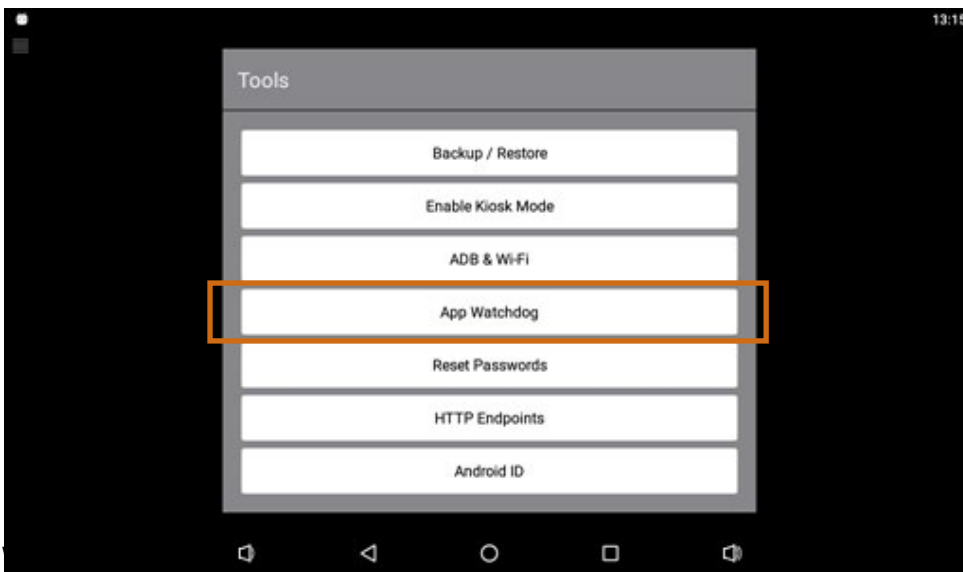 13:15
Tools
Backup / Restore
Enable Kiosk Mode
ADB & Wi-Fi
App Watchdog
Reset Passwords
HTTP Endpoints
Android ID